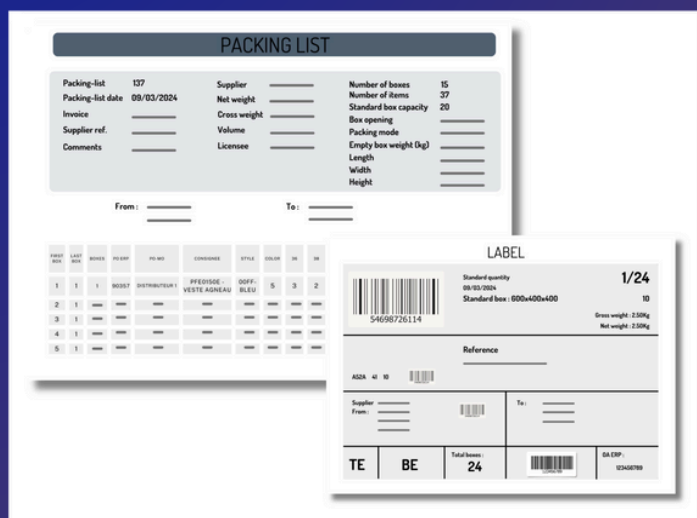 PACKING LIST
Packing-list 137
Packing-list date 09/03/2024
Invoice
Supplier ref.
Comments
Supplier
Net weight
Cross weight
Volume
Licensee
Number of boxes 15
Number of items 37
Standard box capacity 20
Box opening
Packing mode
Empty box weight (kg)
Length
Width
Height
From :
To :
FIRST BOX LAST BOX BOXES PO ERP PO-MO CONSIGNEE STYLE COLOR 36 38
1 1 1 90357 DISTRIBUTEUR 1 PFE0150E - VESTE AGNEAU OOFF-BLEU 5 3 2
2 1
3 1
4 1
5 1
LABEL
54698726114
Standard quantity
09/03/2024
Standard box : 600x400x400
1/24
10
Gross weight : 2.50Kg
Net weight : 2.50Kg
Reference
A52A 41 10
Supplier
From :
To :
TE
BE
Total boxes :
24
123456789
OA ERP :
123456789